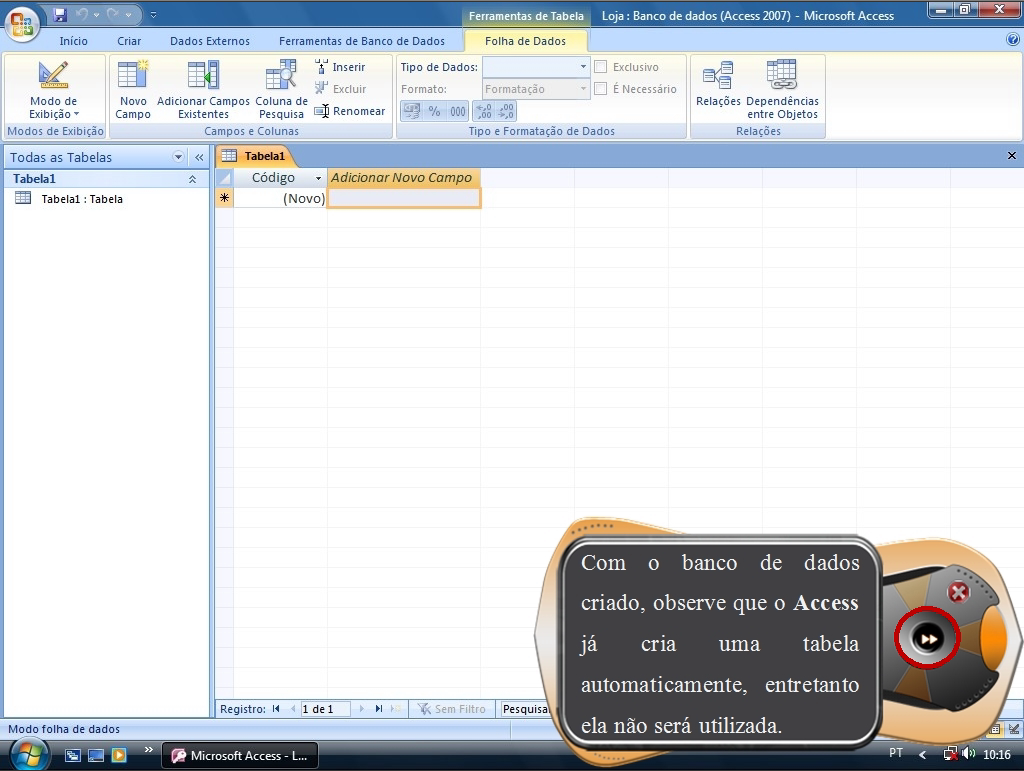 Ferramentas de Tabela Loja : Banco de dados (Access 2007) - Microsoft Access
Início Criar Dados Externos Ferramentas de Banco de Dados Folha de Dados
Modo de Exibição
Modos de Exibição
Novo Campo
Adicionar Campos Existentes
Coluna de Pesquisa
Inserir
Excluir
Renomear
Campos e Colunas
Tipo de Dados:
Formato: Formatação
Exclusivo
É Necessário
% 000 ,0 ,00 ,00 ,0
Tipo e Formatação de Dados
Relações
Dependências entre Objetos
Relações
Todas as Tabelas «
Tabela1
Tabela1 : Tabela
Tabela1
Código Adicionar Novo Campo
(Novo)
Com o banco de dados
criado, observe que o Access
já cria uma tabela
automaticamente, entretanto
ela não será utilizada.
Registro: 1 de 1 Sem Filtro Pesquisa
Modo folha de dados
» Microsoft Access - L... PT 10:16